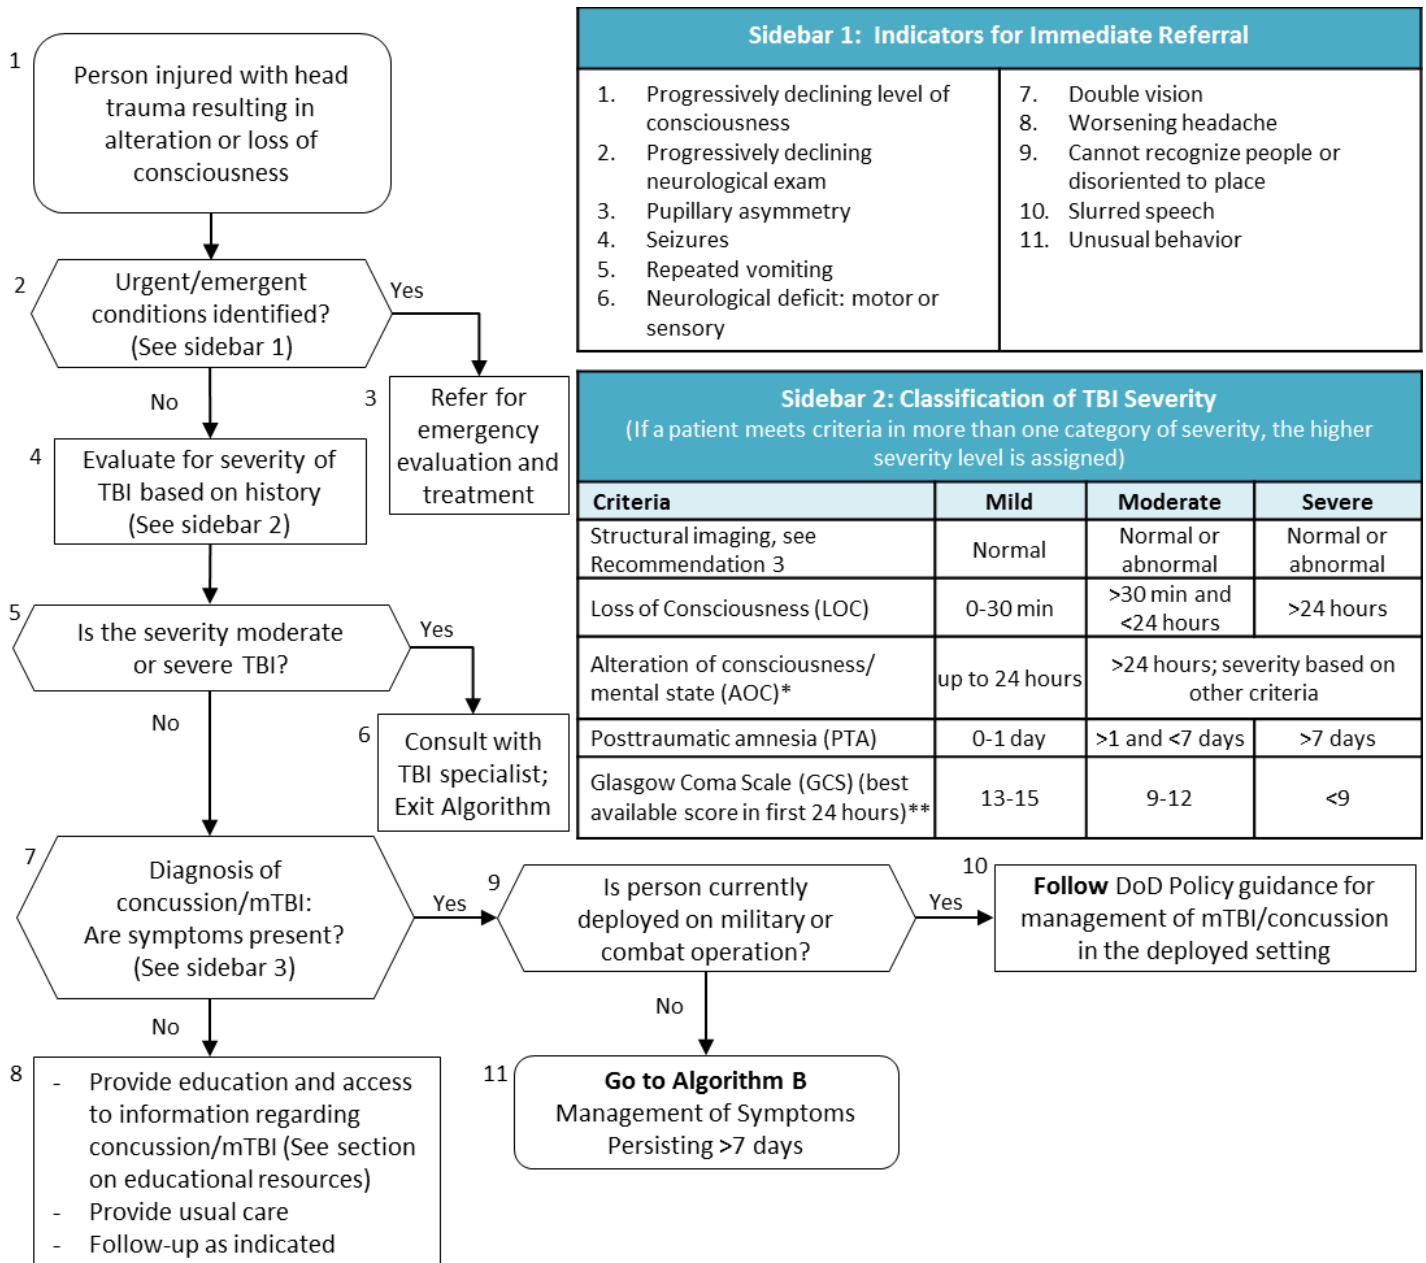 1
Person injured with head
trauma resulting in
alteration or loss of
consciousness
2
Urgent/emergent
conditions identified?
(See sidebar 1)
Yes
No
3
Refer for
emergency
evaluation and
treatment
4
Evaluate for severity of
TBI based on history
(See sidebar 2)
5
Is the severity moderate
or severe TBI?
Yes
No
6
Consult with
TBI specialist;
Exit Algorithm
Sidebar 1: Indicators for Immediate Referral
1. Progressively declining level of
consciousness
2. Progressively declining
neurological exam
3. Pupillary asymmetry
4. Seizures
5. Repeated vomiting
6. Neurological deficit: motor or
sensory
7. Double vision
8. Worsening headache
9. Cannot recognize people or
disoriented to place
10. Slurred speech
11. Unusual behavior
Sidebar 2: Classification of TBI Severity
(If a patient meets criteria in more than one category of severity, the higher
severity level is assigned)
Criteria Mild Moderate Severe
Structural imaging, see
Recommendation 3
Normal
Normal or
abnormal
Normal or
abnormal
Loss of Consciousness (LOC)
0-30 min
>30 min and
<24 hours
>24 hours
Alteration of consciousness/
mental state (AOC)*
up to 24 hours
>24 hours; severity based on
other criteria
Posttraumatic amnesia (PTA) 0-1 day >1 and <7 days >7 days
Glasgow Coma Scale (GCS) (best
available score in first 24 hours)**
13-15
9-12
<9
7
Diagnosis of
concussion/mTBI:
Are symptoms present?
(See sidebar 3)
Yes
No
8
- Provide education and access
to information regarding
concussion/mTBI (See section
on educational resources)
- Provide usual care
- Follow-up as indicated
9
Is person currently
deployed on military or
combat operation?
Yes
No
10
Follow DoD Policy guidance for
management of mTBI/concussion
in the deployed setting
11
Go to Algorithm B
Management of Symptoms
Persisting >7 days